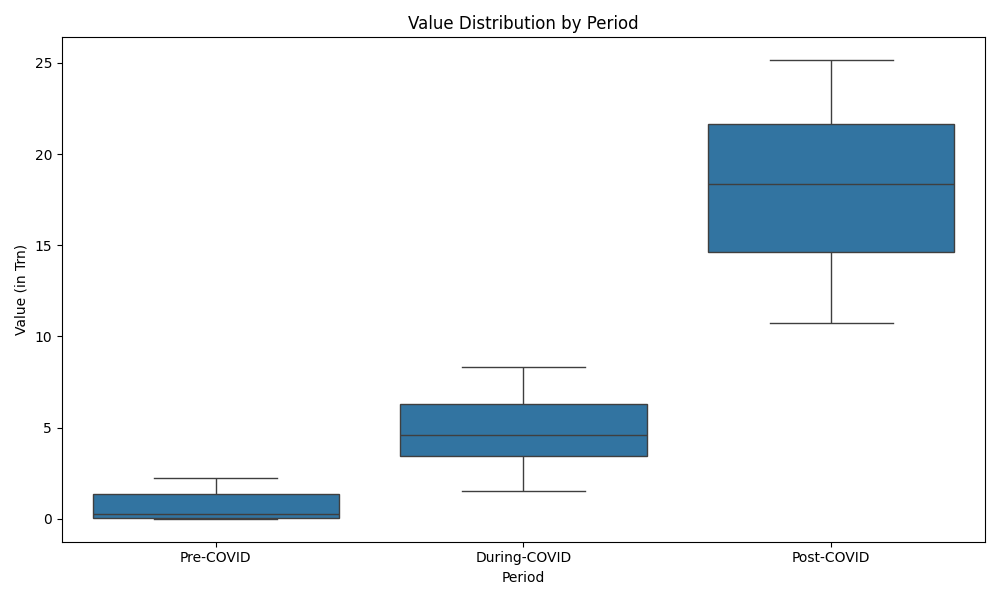 Value Distribution by Period
Value (in Trn)
25
20
15
10
5
0
Pre-COVID
During-COVID
Post-COVID
Period